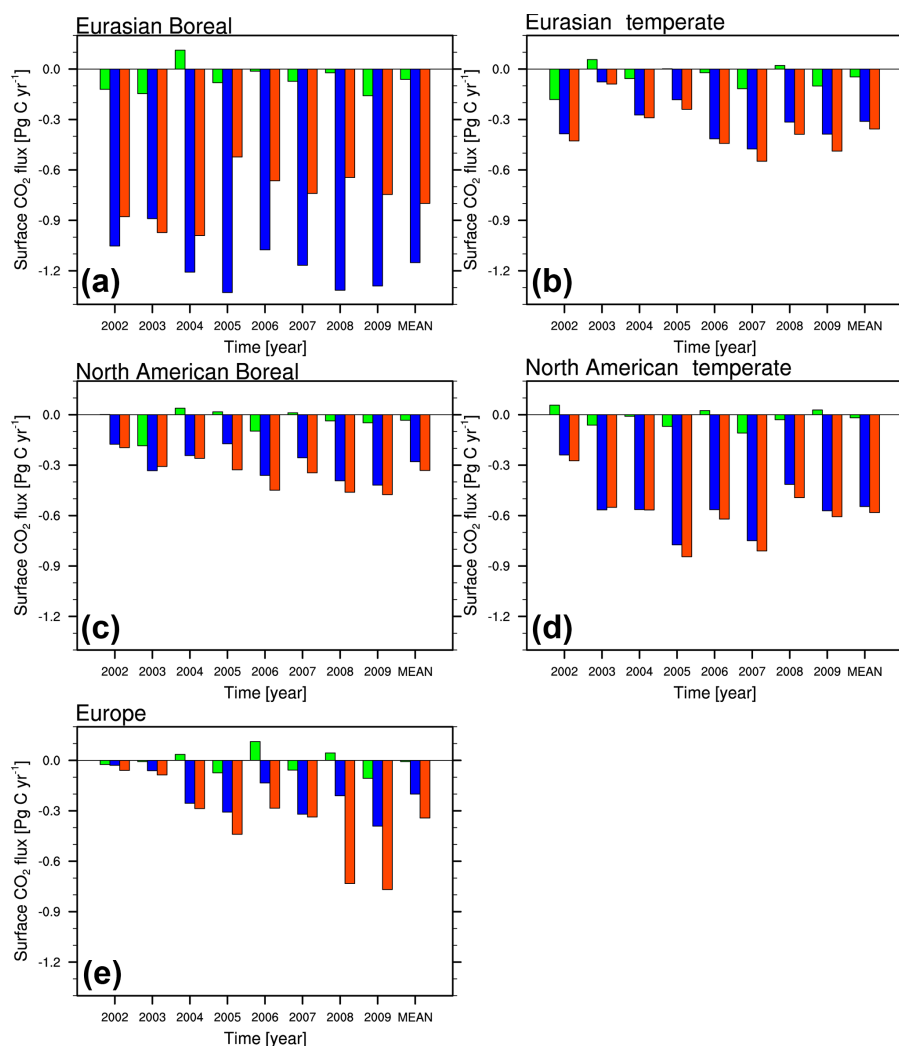 Eurasian Boreal
Surface CO₂ flux [Pg C yr⁻¹]
0.0
-0.3
-0.6
-0.9
-1.2
(a)
2002 2003 2004 2005 2006 2007 2008 2009 MEAN
Time [year]
Eurasian temperate
Surface CO₂ flux [Pg C yr⁻¹]
0.0
-0.3
-0.6
-0.9
-1.2
(b)
2002 2003 2004 2005 2006 2007 2008 2009 MEAN
Time [year]
North American Boreal
Surface CO₂ flux [Pg C yr⁻¹]
0.0
-0.3
-0.6
-0.9
-1.2
(c)
2002 2003 2004 2005 2006 2007 2008 2009 MEAN
Time [year]
North American temperate
Surface CO₂ flux [Pg C yr⁻¹]
0.0
-0.3
-0.6
-0.9
-1.2
(d)
2002 2003 2004 2005 2006 2007 2008 2009 MEAN
Time [year]
Europe
Surface CO₂ flux [Pg C yr⁻¹]
0.0
-0.3
-0.6
-0.9
-1.2
(e)
2002 2003 2004 2005 2006 2007 2008 2009 MEAN
Time [year]